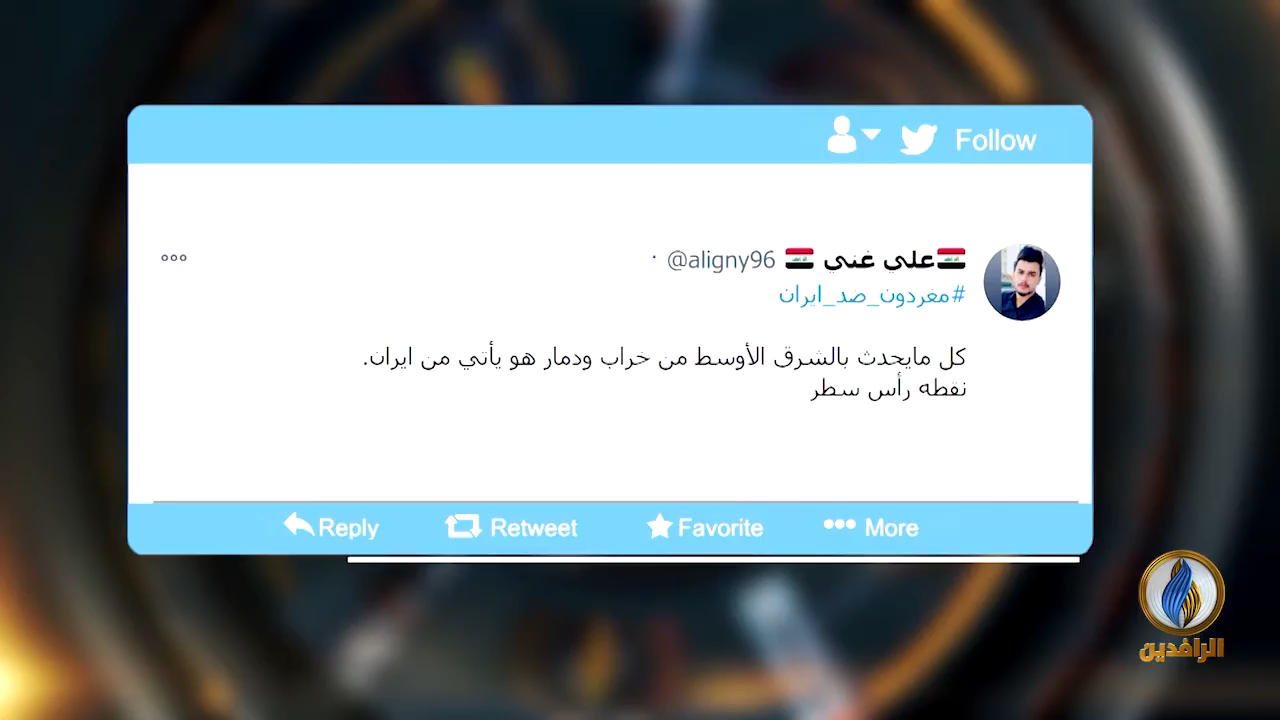 Follow
🇮🇶علي غني 🇮🇶 @aligny96 ·
#مغردون_صد_ايران
كل مايحدث بالشرق الأوسط من خراب ودمار هو يأتي من ايران.
نقطه رأس سطر
Reply Retweet Favorite More
الرافدين